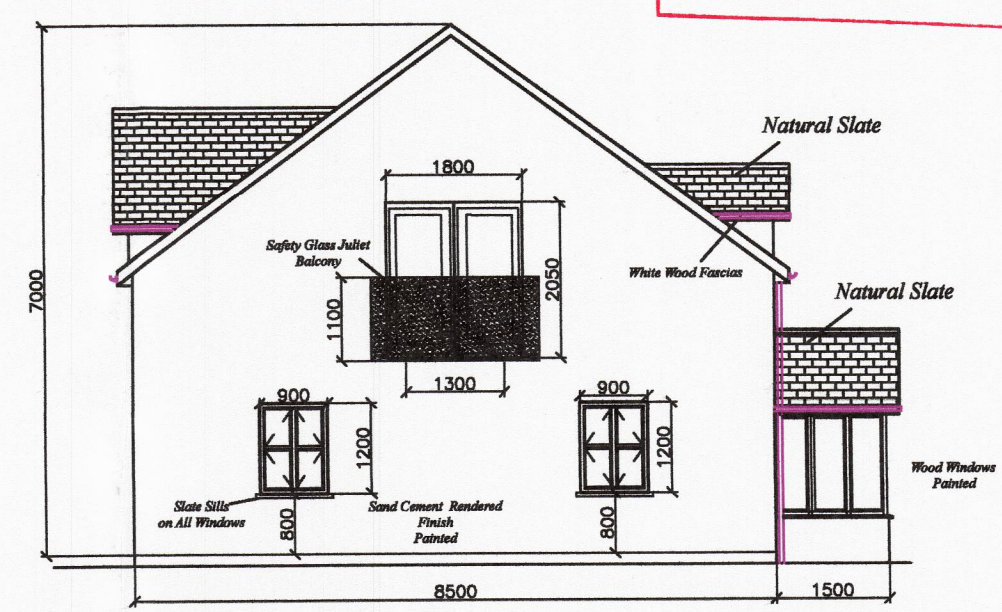 Natural Slate
1800
Safety Glass Juliet
Balcony
2050
White Wood Fascias
7000
Natural Slate
1100
1300
900
900
1200
1200
Wood Windows
Painted
Slate Sills
on All Windows
Sand Cement Rendered
Finish
Painted
800
800
8500
1500